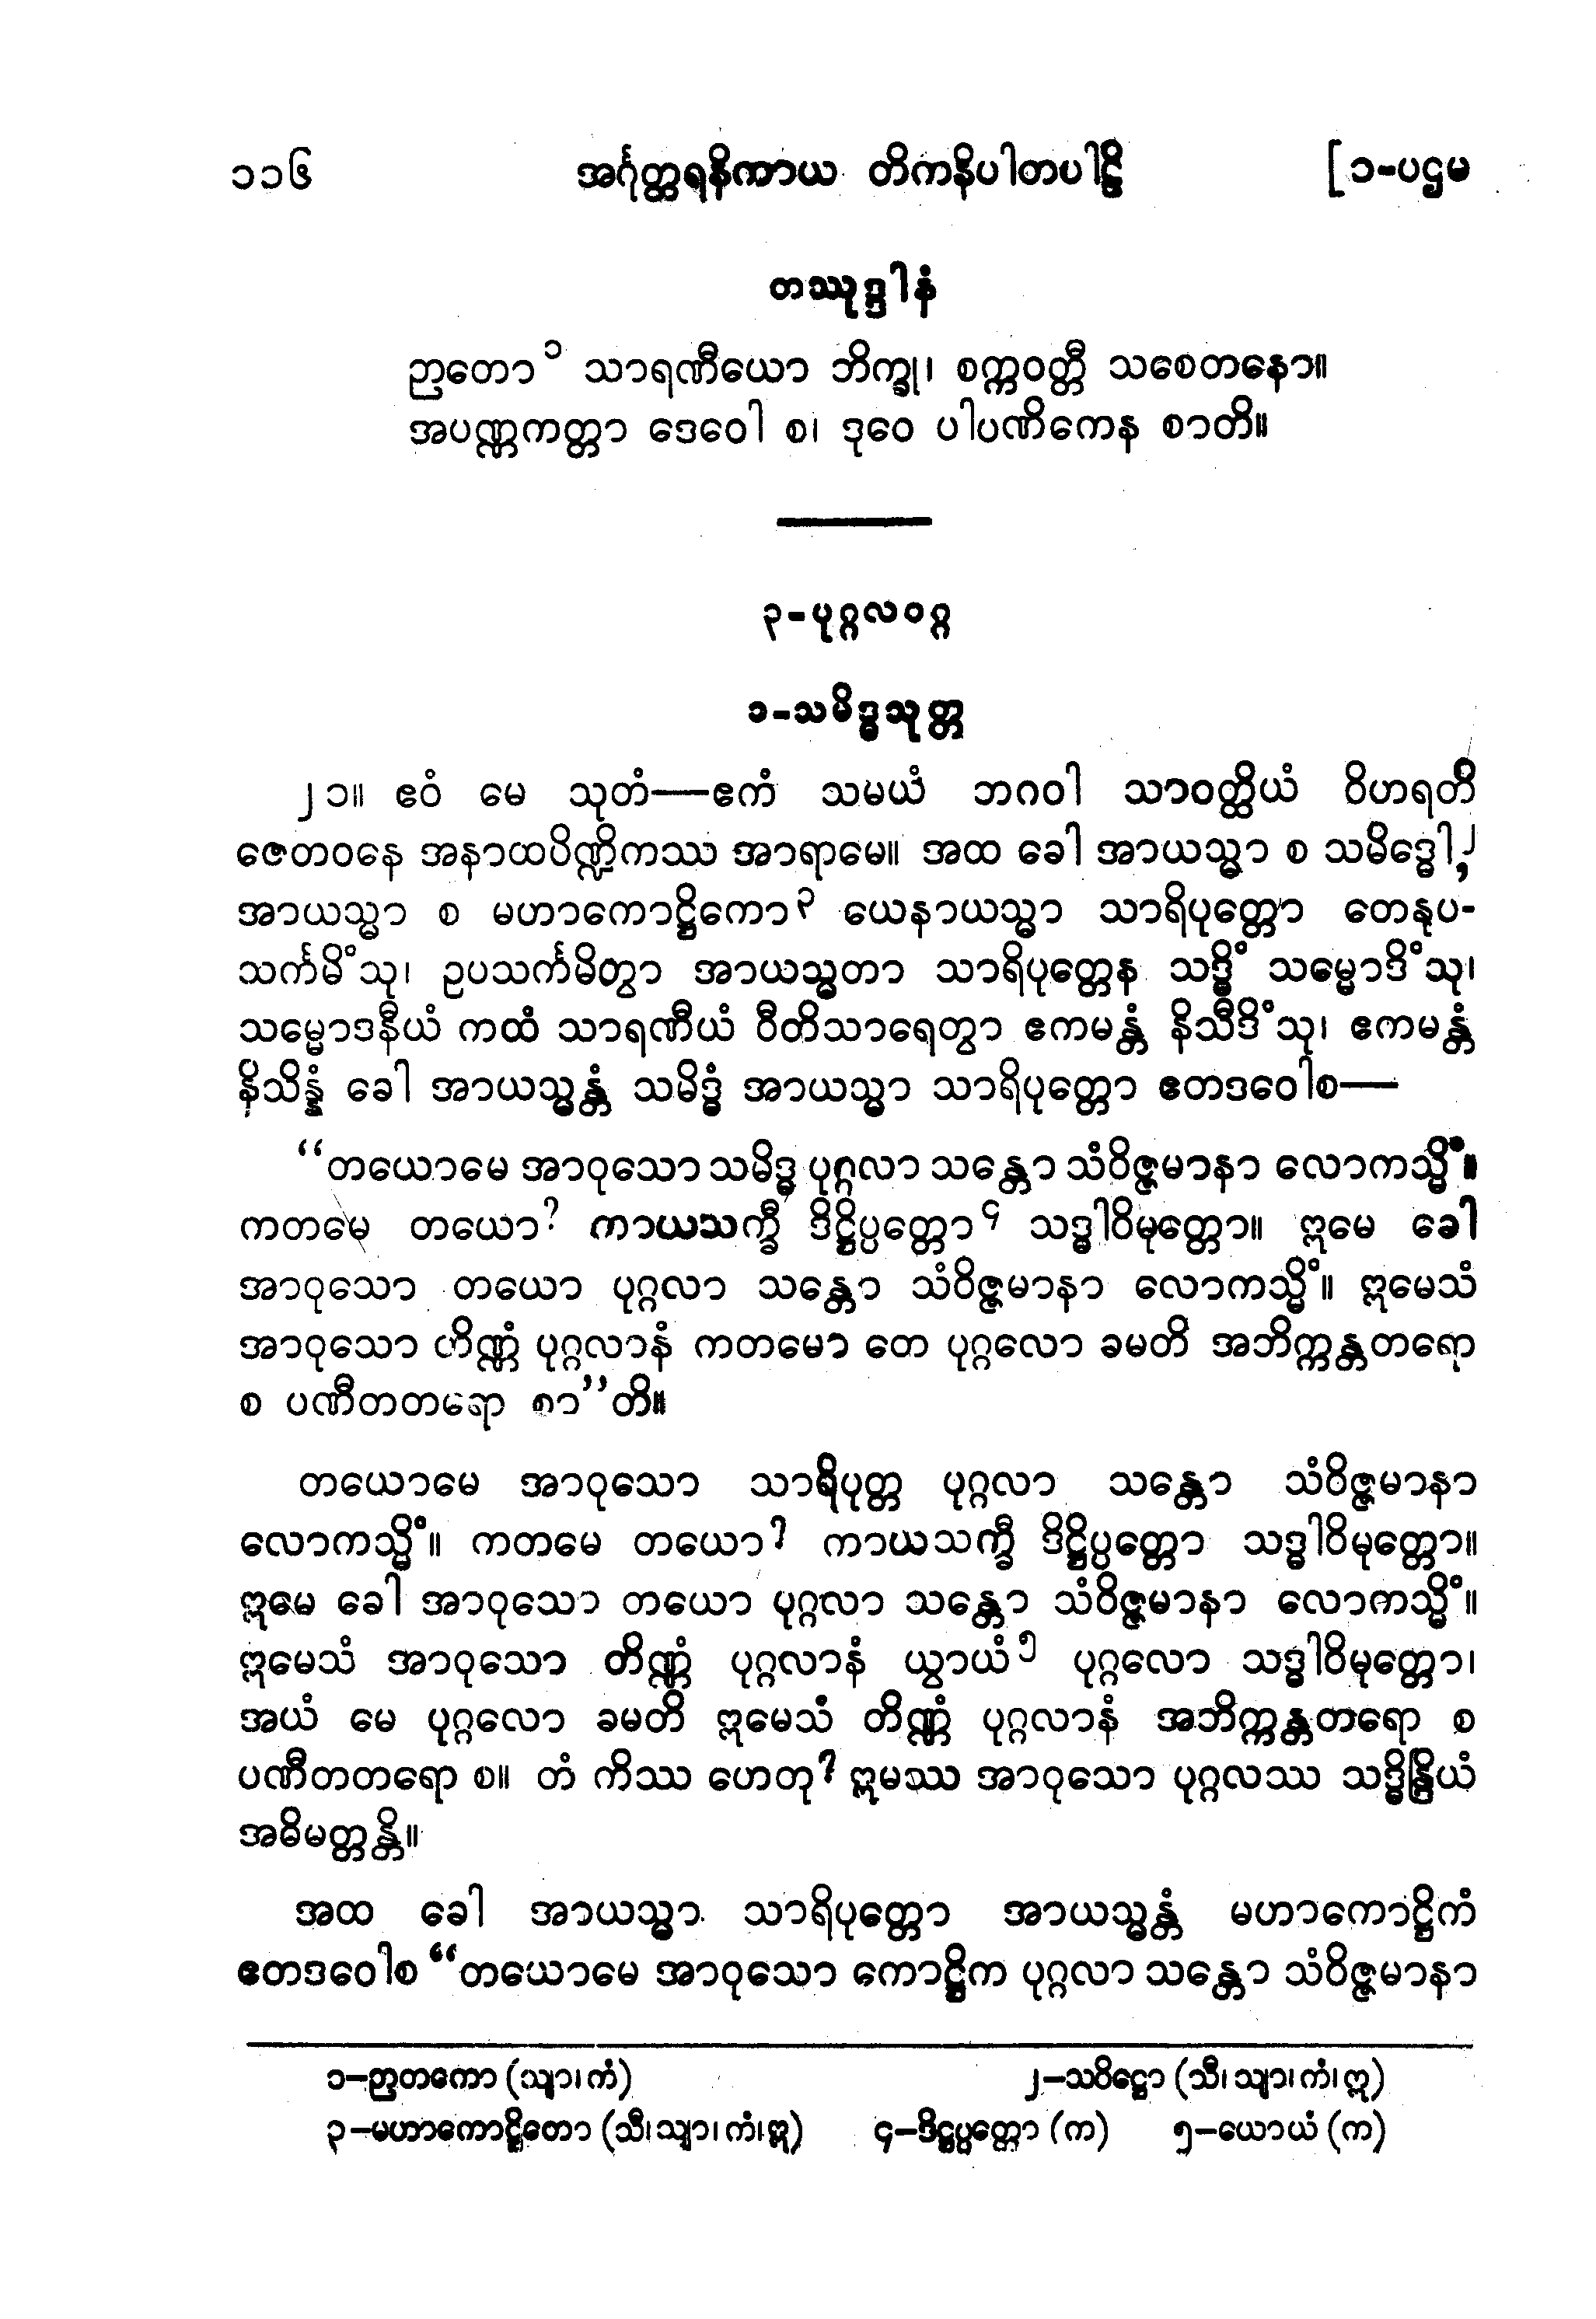 ၁၁၆ အင်္ဂုတ္တရနိကာယ တိကနိပါတပါဠိ [၁-ပဌမ
တဿုဒ္ဒါနံ
ဉာတော၁ သာရဏီယော ဘိက္ခု၊ စက္ကဝတ္တီ သစေတနော။
အပဏ္ဏကတ္တာ ဒေဝေါ စ၊ ဒုဝေ ပါပဏိကေန စာတိ။
၃-ပုဂ္ဂလဝဂ္ဂ
၁-သမိဒ္ဓသုတ္တ
၂၁။ ဧဝံ မေ သုတံ—ဧကံ သမယံ ဘဂဝါ သာဝတ္ထိယံ ဝိဟရတိ
ဇေတဝနေ အနာထပိဏ္ဍိကဿ အာရာမေ။ အထ ခေါ အာယသ္မာ စ သမိဒ္ဓေါ,၂
အာယသ္မာ စ မဟာကောဋ္ဌိကော၃ ယေနာယသ္မာ သာရိပုတ္တော တေနုပ-
သင်္ကမိံသု၊ ဥပသင်္ကမိတွာ အာယသ္မတာ သာရိပုတ္တေန သဒ္ဓိံ သမ္မောဒိံသု၊
သမ္မောဒနီယံ ကထံ သာရဏီယံ ဝီတိသာရေတွာ ဧကမန္တံ နိသီဒိံသု၊ ဧကမန္တံ
နိသိန္နံ ခေါ အာယသ္မန္တံ သမိဒ္ဓံ အာယသ္မာ သာရိပုတ္တော ဧတဒဝေါစ—
“တယောမေ အာဝုသော သမိဒ္ဓ ပုဂ္ဂလာ သန္တော သံဝိဇ္ဇမာနာ လောကသ္မိံ။
ကတမေ တယော? ကာယသက္ခီ ဒိဋ္ဌိပ္ပတ္တော၄ သဒ္ဓါဝိမုတ္တော။ ဣမေ ခေါ
အာဝုသော တယော ပုဂ္ဂလာ သန္တော သံဝိဇ္ဇမာနာ လောကသ္မိံ။ ဣမေသံ
အာဝုသော တိဏ္ဏံ ပုဂ္ဂလာနံ ကတမော တေ ပုဂ္ဂလော ခမတိ အဘိက္ကန္တတရော
စ ပဏီတတရော စာ”တိ။
တယောမေ အာဝုသော သာရိပုတ္တ ပုဂ္ဂလာ သန္တော သံဝိဇ္ဇမာနာ
လောကသ္မိံ။ ကတမေ တယော? ကာယသက္ခီ ဒိဋ္ဌိပ္ပတ္တော သဒ္ဓါဝိမုတ္တော။
ဣမေ ခေါ အာဝုသော တယော ပုဂ္ဂလာ သန္တော သံဝိဇ္ဇမာနာ လောကသ္မိံ။
ဣမေသံ အာဝုသော တိဏ္ဏံ ပုဂ္ဂလာနံ ယွာယံ၅ ပုဂ္ဂလော သဒ္ဓါဝိမုတ္တော၊
အယံ မေ ပုဂ္ဂလော ခမတိ ဣမေသံ တိဏ္ဏံ ပုဂ္ဂလာနံ အဘိက္ကန္တတရော စ
ပဏီတတရော စ။ တံ ကိဿ ဟေတု? ဣမဿ အာဝုသော ပုဂ္ဂလဿ သဒ္ဓိန္ဒြိယံ
အဓိမတ္တန္တိ။
အထ ခေါ အာယသ္မာ သာရိပုတ္တော အာယသ္မန္တံ မဟာကောဋ္ဌိကံ
ဧတဒဝေါစ “တယောမေ အာဝုသော ကောဋ္ဌိက ပုဂ္ဂလာ သန္တော သံဝိဇ္ဇမာနာ
၁-ဉာတကော (သျာ၊ကံ) ၂-သဝိဋ္ဌော (သီ၊ သျာ၊ ကံ၊ ဣ)
၃-မဟာကောဋ္ဌိတော (သီ၊သျာ၊ ကံ၊ဣ) ၄-ဒိဋ္ဌပ္ပတ္တော (က) ၅-ယောယံ (က)